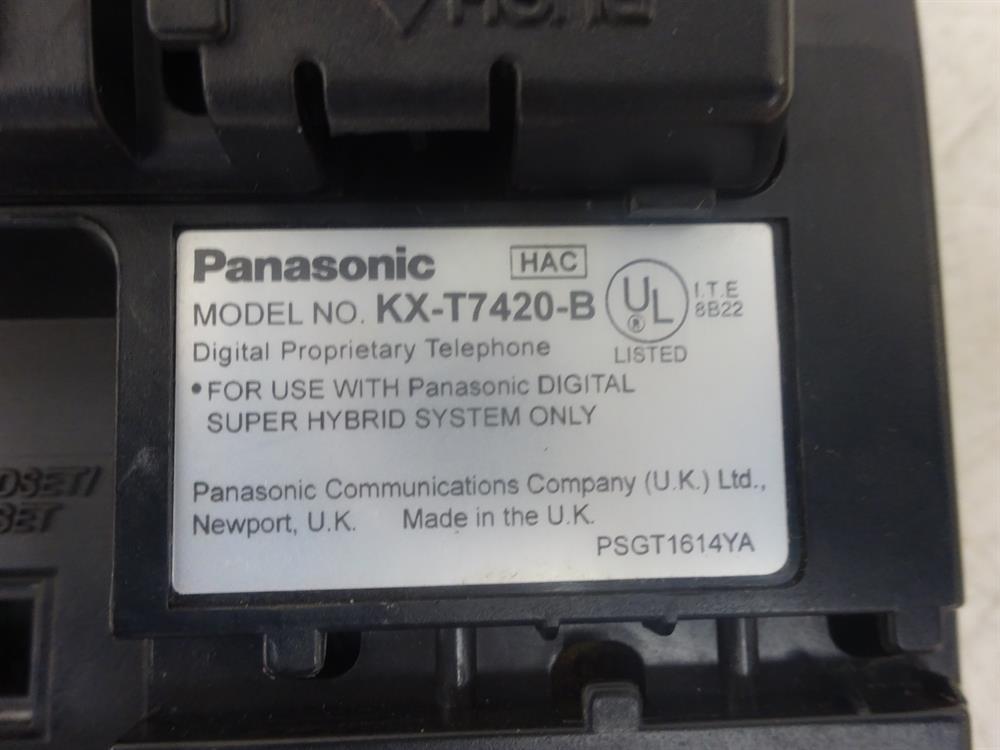 PUSH
Panasonic HAC
MODEL NO. KX-T7420-B
UL ® LISTED
I.T.E
8B22
Digital Proprietary Telephone
•FOR USE WITH Panasonic DIGITAL
SUPER HYBRID SYSTEM ONLY
Panasonic Communications Company (U.K.) Ltd.,
Newport, U.K. Made in the U.K.
PSGT1614YA